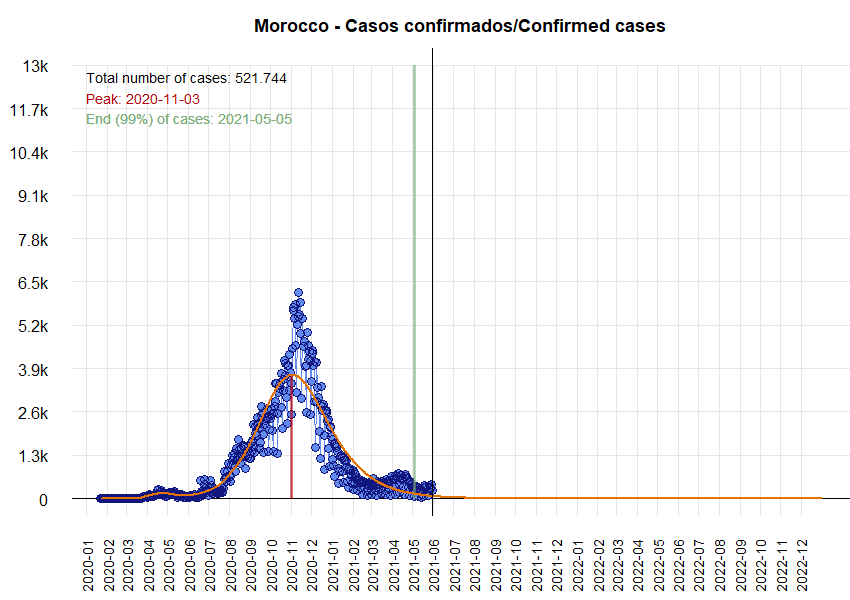 Morocco - Casos confirmados/Confirmed cases
Total number of cases: 521.744
Peak: 2020-11-03
End (99%) of cases: 2021-05-05
13k
11.7k
10.4k
9.1k
7.8k
6.5k
5.2k
3.9k
2.6k
1.3k
0
2020-01
2020-02
2020-03
2020-04
2020-05
2020-06
2020-07
2020-08
2020-09
2020-10
2020-11
2020-12
2021-01
2021-02
2021-03
2021-04
2021-05
2021-06
2021-07
2021-08
2021-09
2021-10
2021-11
2021-12
2022-01
2022-02
2022-03
2022-04
2022-05
2022-06
2022-07
2022-08
2022-09
2022-10
2022-11
2022-12